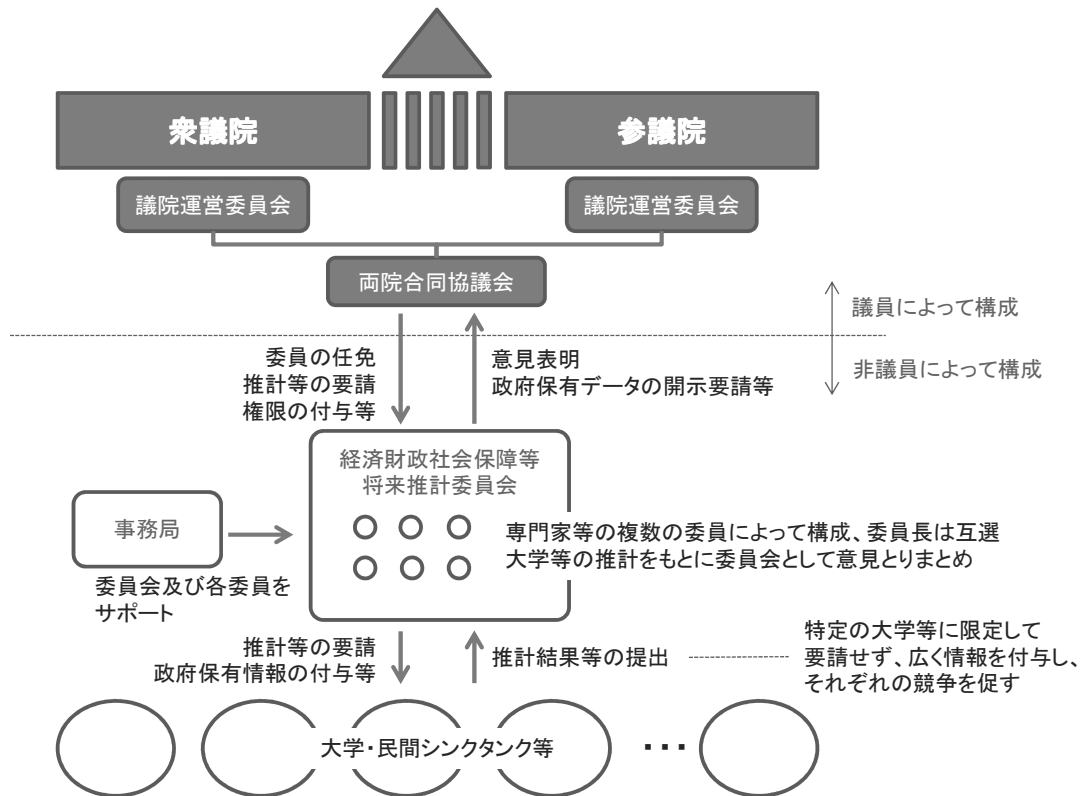 衆議院
参議院
議院運営委員会
議院運営委員会
両院合同協議会
議員によって構成
非議員によって構成
委員の任免
推計等の要請
権限の付与等
意見表明
政府保有データの開示要請等
経済財政社会保障等
将来推計委員会
事務局
専門家等の複数の委員によって構成、委員長は互選
大学等の推計をもとに委員会として意見とりまとめ
委員会及び各委員を
サポート
推計等の要請
政府保有情報の付与等
推計結果等の提出
特定の大学等に限定して
要請せず、広く情報を付与し、
それぞれの競争を促す
大学・民間シンクタンク等
・・・